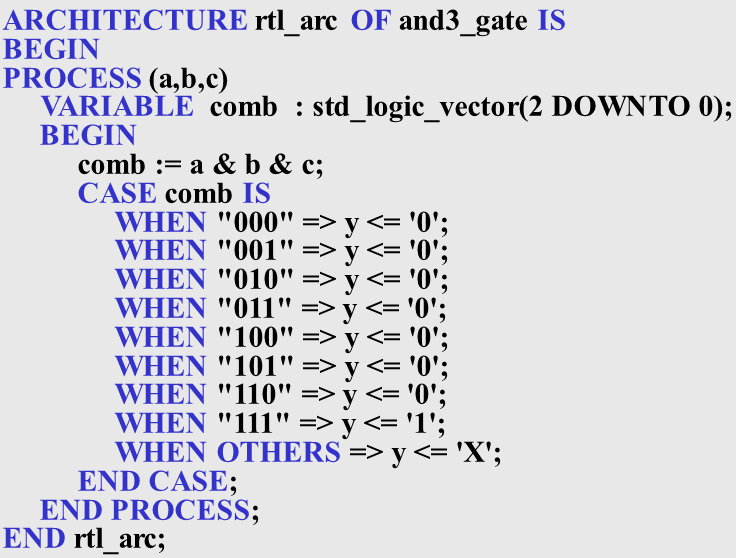 ARCHITECTURE rtl_arc OF and3_gate IS
BEGIN
PROCESS (a,b,c)
VARIABLE comb : std_logic_vector(2 DOWNTO 0);
BEGIN
comb := a & b & c;
CASE comb IS
WHEN "000" => y <= '0';
WHEN "001" => y <= '0';
WHEN "010" => y <= '0';
WHEN "011" => y <= '0';
WHEN "100" => y <= '0';
WHEN "101" => y <= '0';
WHEN "110" => y <= '0';
WHEN "111" => y <= '1';
WHEN OTHERS => y <= 'X';
END CASE;
END PROCESS;
END rtl_arc;